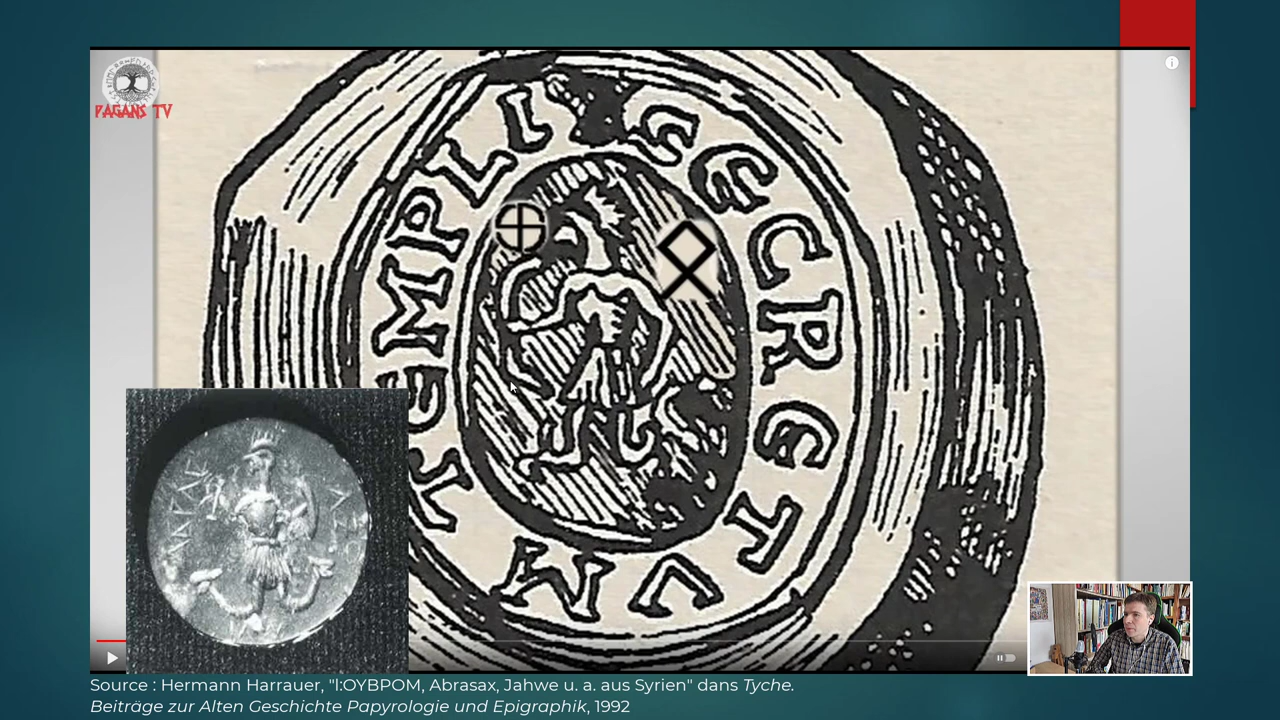 PAGANS TV
SECRETUM TEMPLI
Source : Hermann Harrauer, "I:OYBPOM, Abrasax, Jahwe u. a. aus Syrien" dans Tyche.
Beiträge zur Alten Geschichte Papyrologie und Epigraphik, 1992